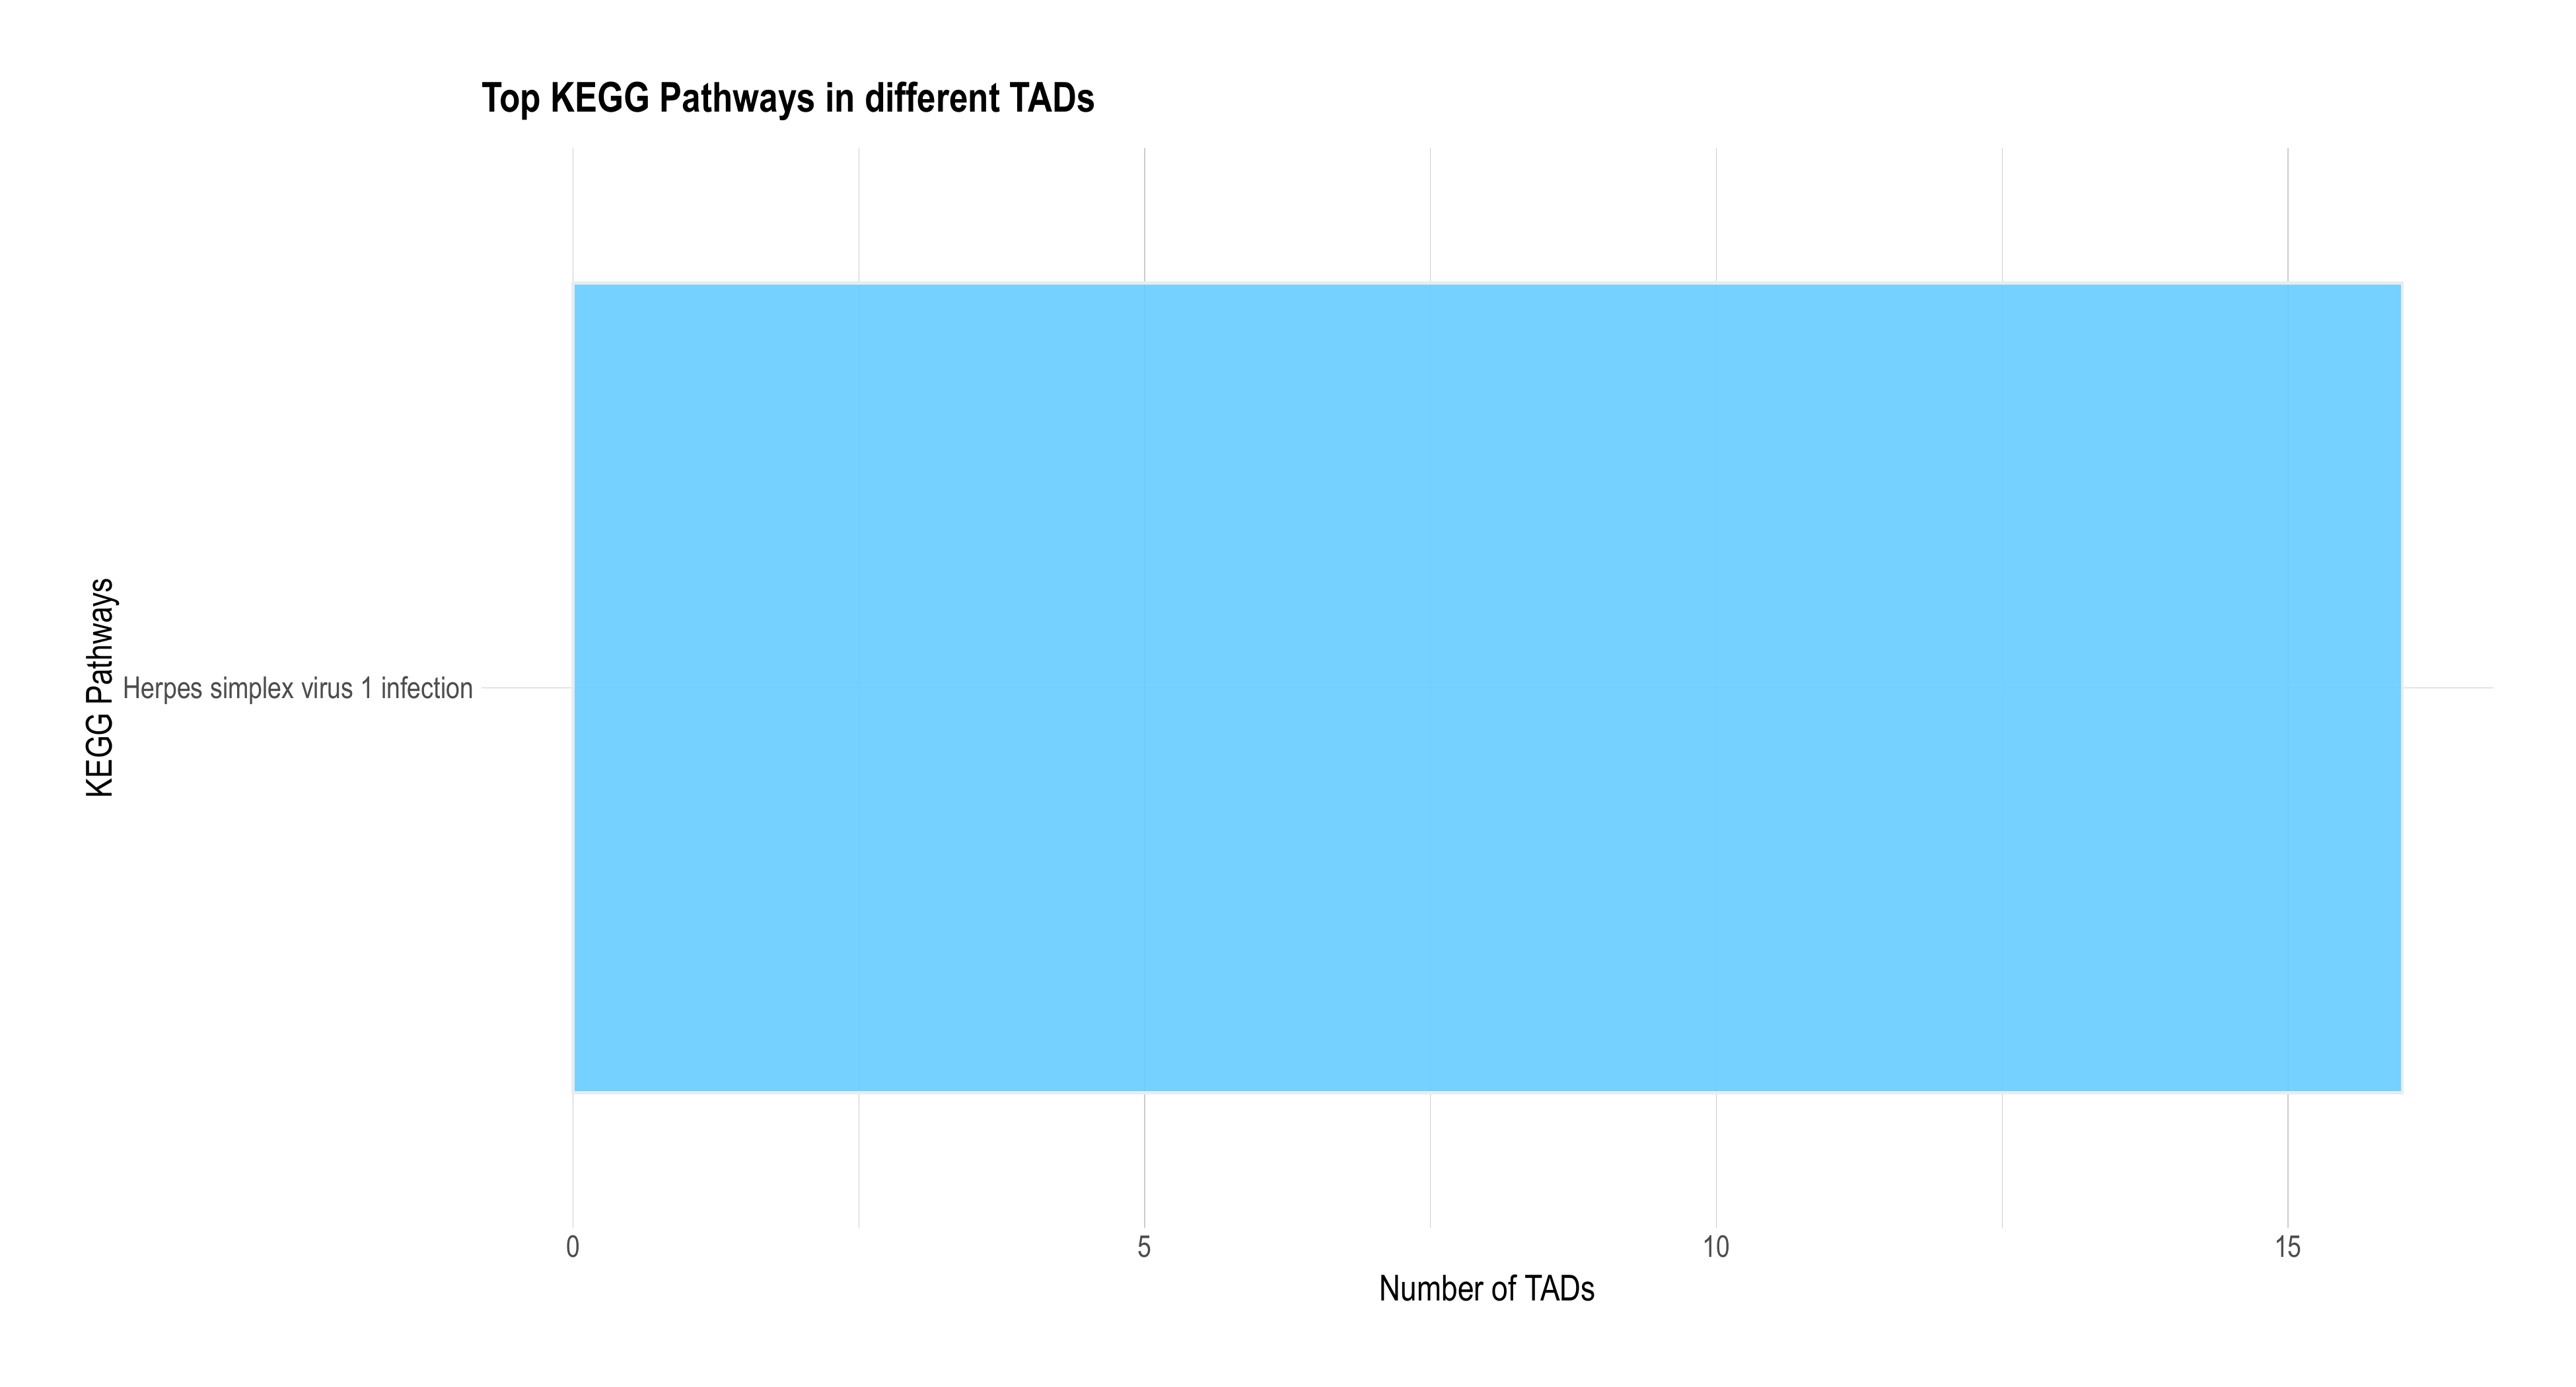 Top KEGG Pathways in different TADs
KEGG Pathways
Herpes simplex virus 1 infection
0 5 10 15
Number of TADs